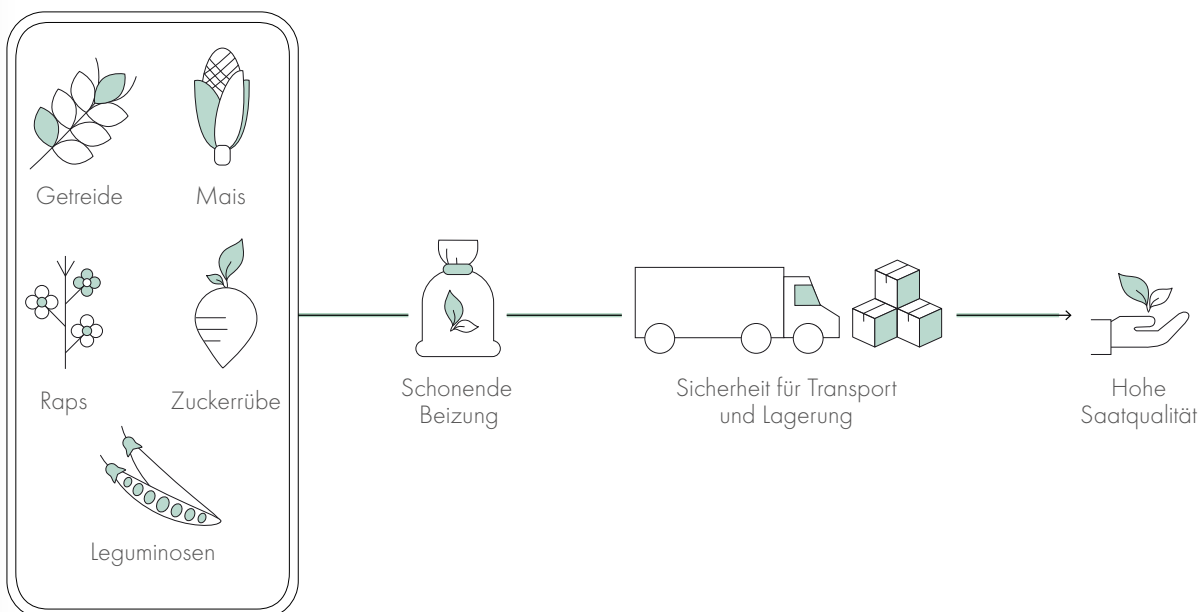 Getreide
Mais
Raps
Zuckerrübe
Leguminosen
Schonende
Beizung
Sicherheit für Transport
und Lagerung
Hohe
Saatqualität